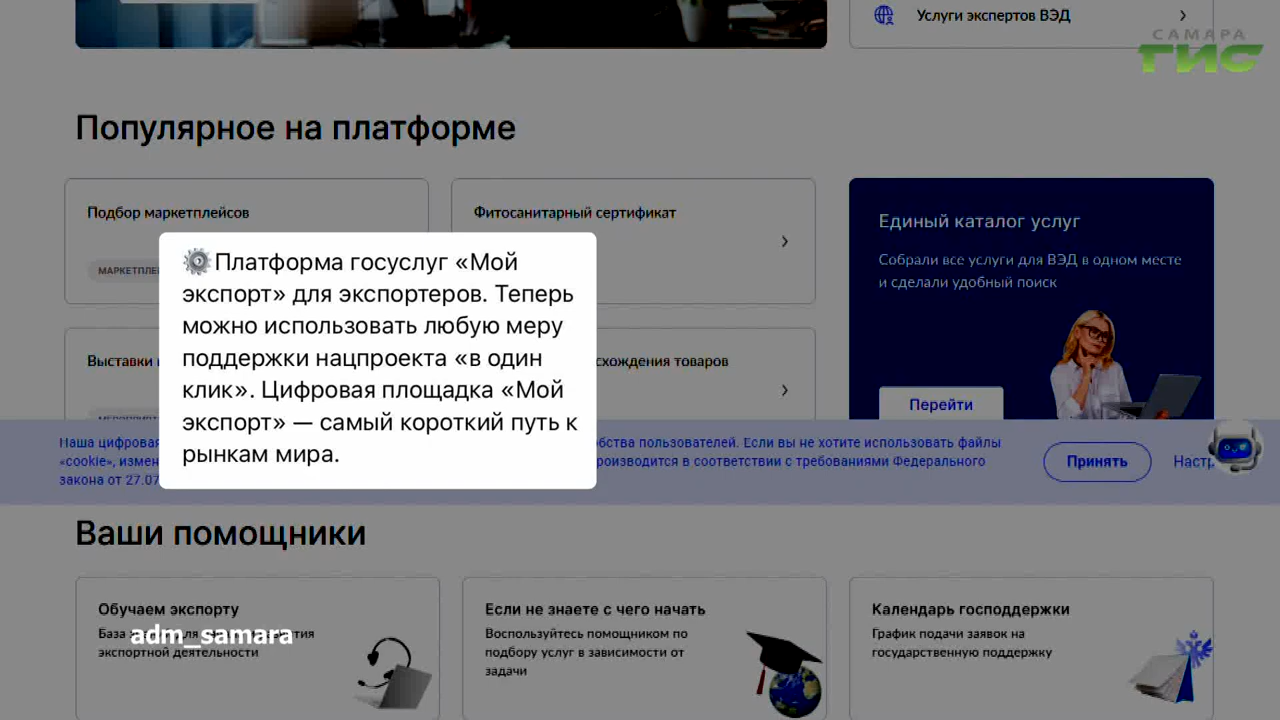 Услуги экспертов ВЭД
САМАРА
ГИС
Популярное на платформе
Подбор маркетплейсов
Фитосанитарный сертификат
Единый каталог услуг
Собрали все услуги для ВЭД в одном месте
и сделали удобный поиск
Перейти
Выставки
товаров
⚙️Платформа госуслуг «Мой
экспорт» для экспортеров. Теперь
можно использовать любую меру
поддержки нацпроекта «в один
клик». Цифровая площадка «Мой
экспорт» — самый короткий путь к
рынкам мира.
Наша цифровая
пользователей. Если вы не хотите использовать файлы
«cookie»,
в соответствии с требованиями Федерального
закона от 27.07
Принять
Ваши помощники
Обучаем экспорту
База
экспортной деятельности
adm_samara
Если не знаете с чего начать
Воспользуйтесь помощником по
подбору услуг в зависимости от
задачи
Календарь господдержки
График подачи заявок на
государственную поддержку